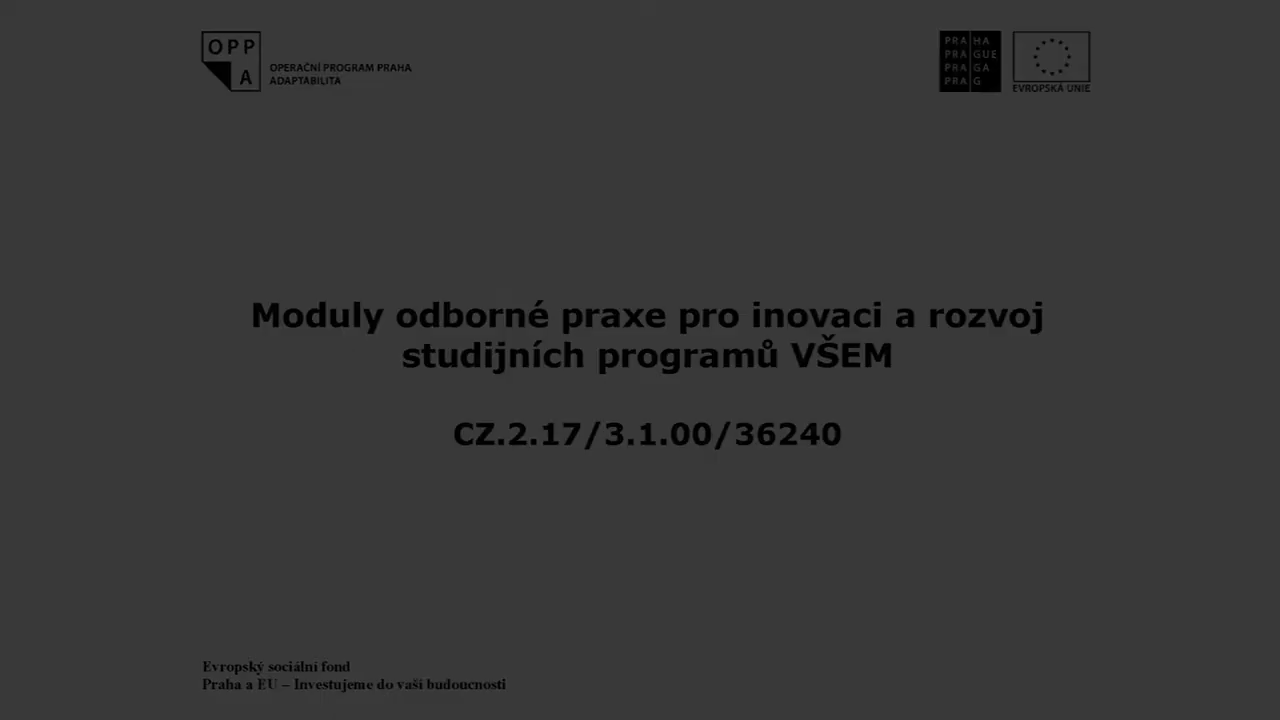 OPP
A
OPERAČNÍ PROGRAM PRAHA
ADAPTABILITA
PRA HA
PRA GUE
PRA GA
PRA G
EVROPSKÁ UNIE
Moduly odborné praxe pro inovaci a rozvoj
studijních programů VŠEM
CZ.2.17/3.1.00/36240
Evropský sociální fond
Praha a EU – Investujeme do vaší budoucnosti